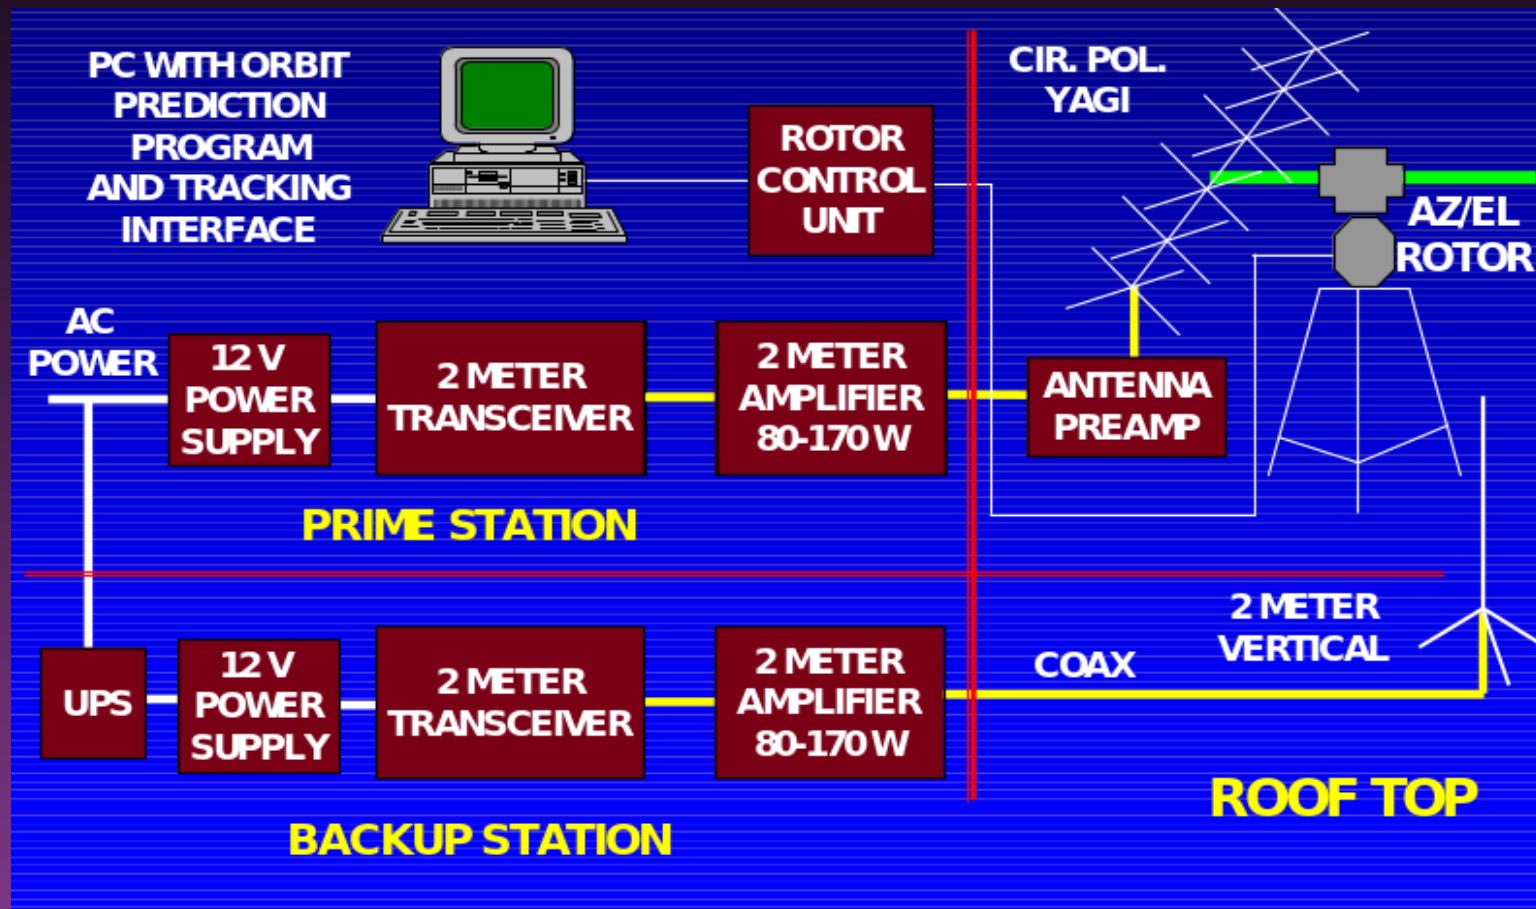 PC WITH ORBIT
PREDICTION
PROGRAM
AND TRACKING
INTERFACE
ROTOR
CONTROL
UNIT
CIR. POL.
YAGI
AZ/EL
ROTOR
AC
POWER
12 V
POWER
SUPPLY
2 METER
TRANSCEIVER
2 METER
AMPLIFIER
80-170 W
ANTENNA
PREAMP
PRIME STATION
UPS
12 V
POWER
SUPPLY
2 METER
TRANSCEIVER
2 METER
AMPLIFIER
80-170 W
COAX
2 METER
VERTICAL
BACKUP STATION
ROOF TOP